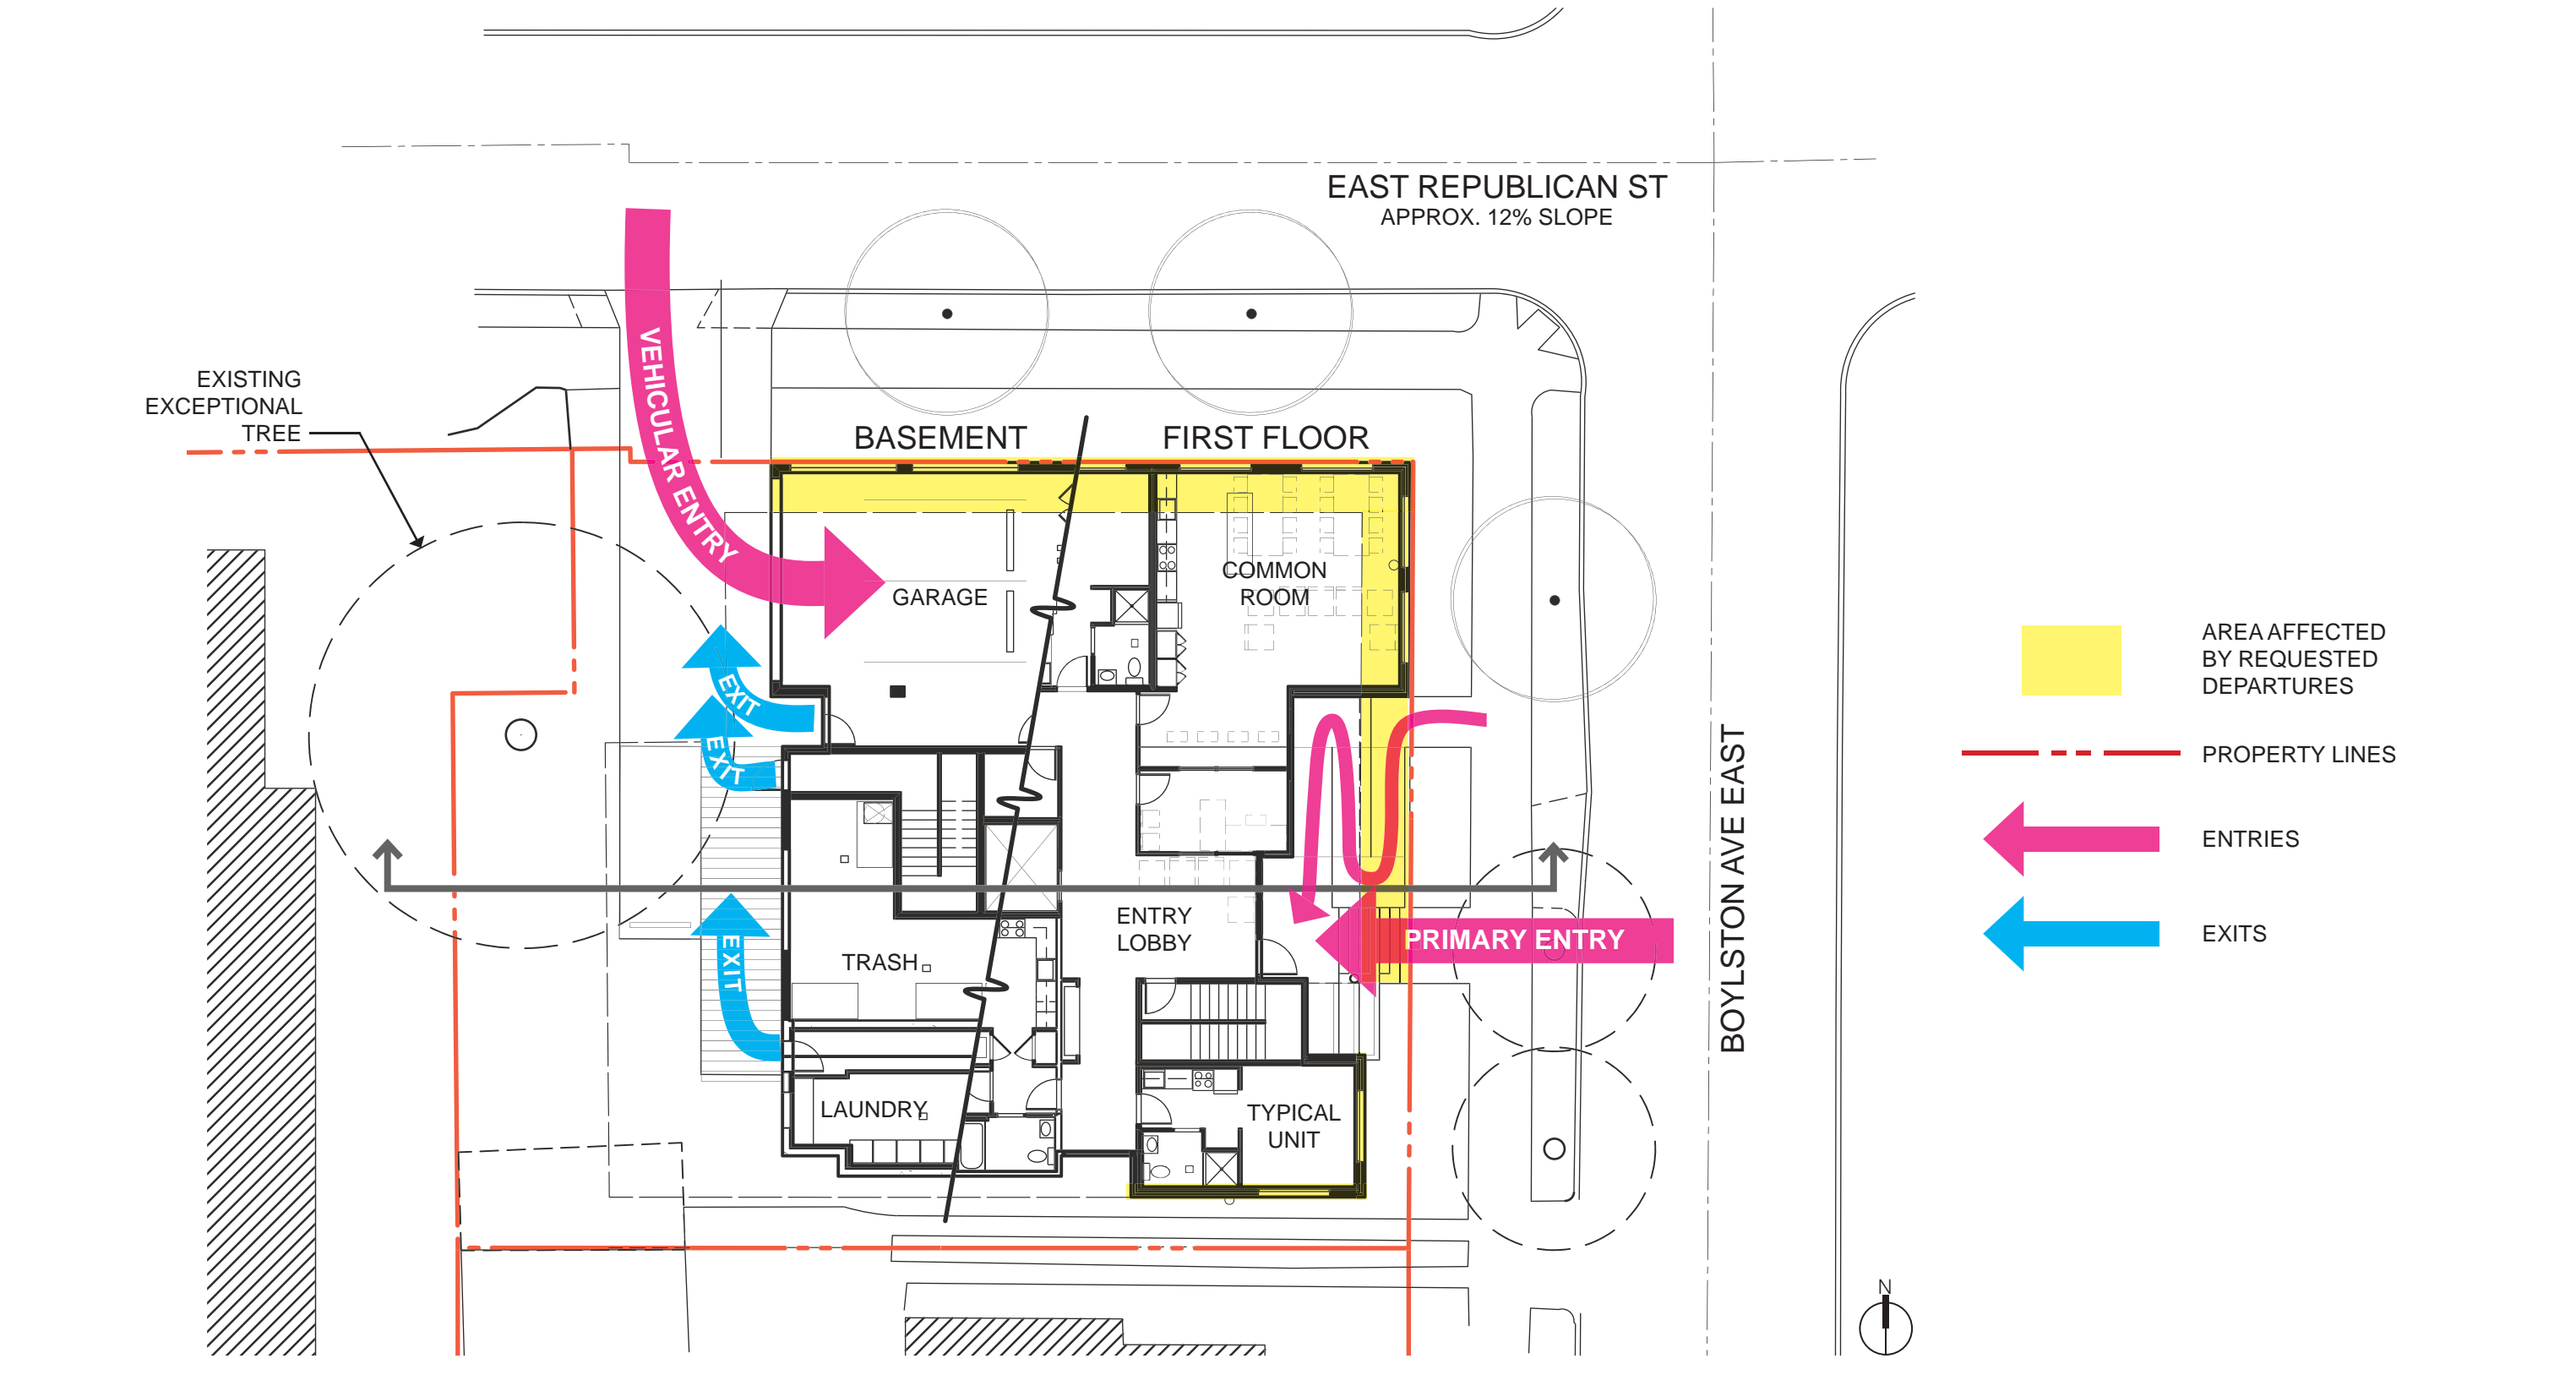 EAST REPUBLICAN ST
APPROX. 12% SLOPE
VEHICULAR ENTRY
EXISTING
EXCEPTIONAL
TREE
BASEMENT
FIRST FLOOR
GARAGE
COMMON
ROOM
EXIT
EXIT
EXIT
ENTRY
LOBBY
PRIMARY ENTRY
TRASH
LAUNDRY
TYPICAL
UNIT
BOYLSTON AVE EAST
AREA AFFECTED
BY REQUESTED
DEPARTURES
PROPERTY LINES
ENTRIES
EXITS
N